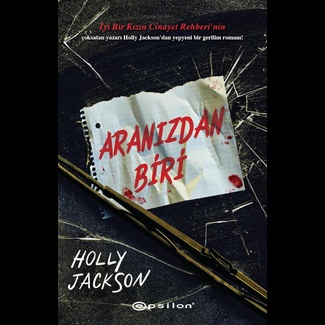 İyi Bir Kızın Cinayet Rehberi'nin
çoksatan yazarı Holly Jackson'dan yepyeni bir gerilim romanı!
ARANIZDAN
BİRİ
HOLLY
JACKSON
epsilon